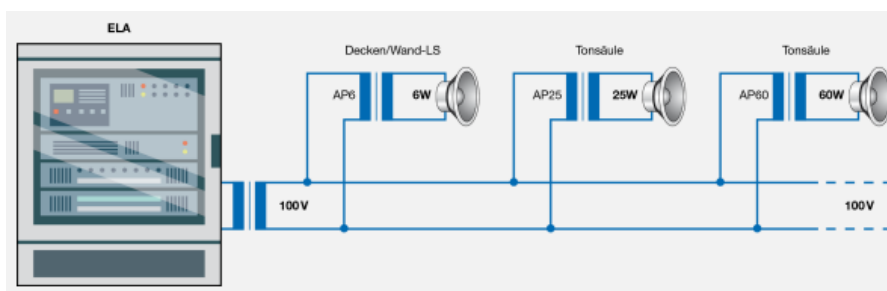 ELA
Decken/Wand-LS
Tonsäule
Tonsäule
AP6
6W
AP25
25W
AP60
60W
100V
100V